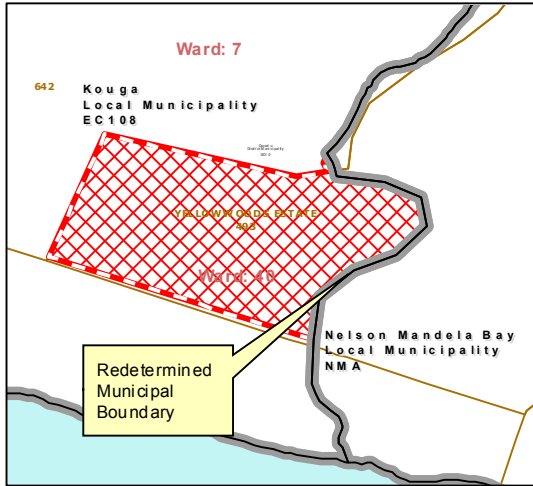 Ward: 7
642
Kouga
Local Municipality
EC108
YELLOWWOODS ESTATE
493
Ward: 40
Nelson Mandela Bay
Local Municipality
NMA
Redetermined
Municipal
Boundary